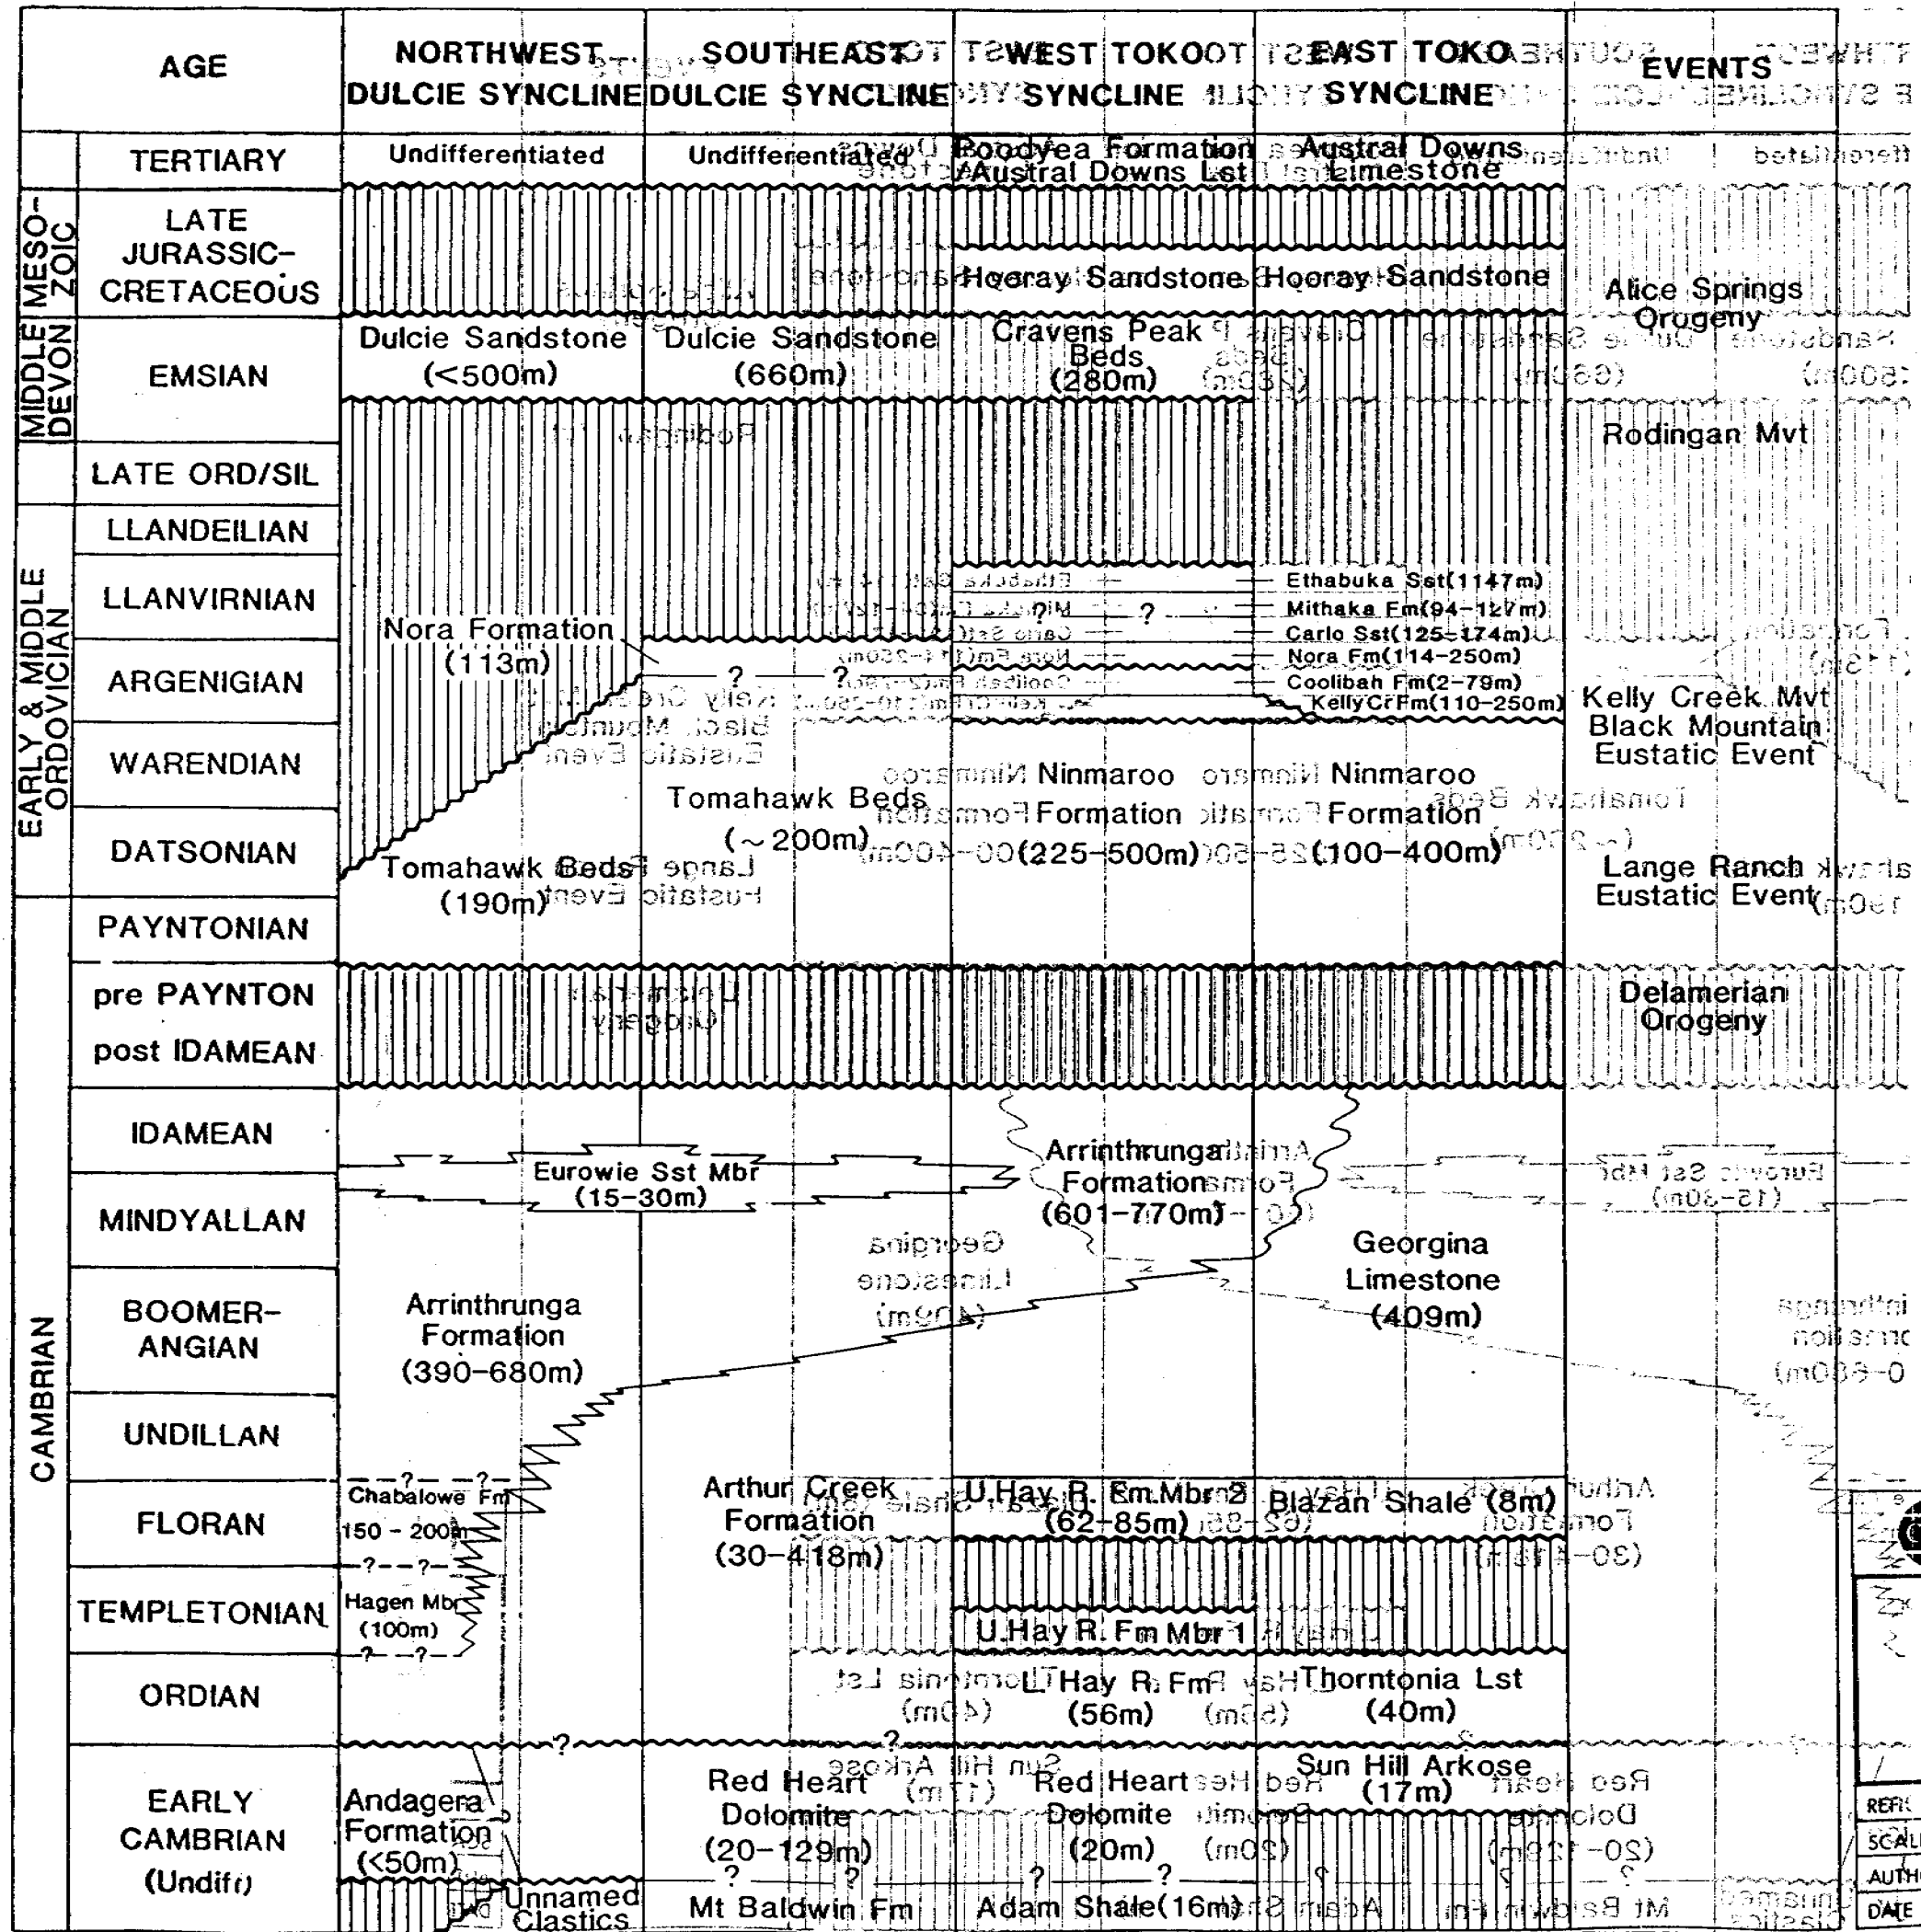 AGE
NORTHWEST
DULCIE SYNCLINE
SOUTHEAST
DULCIE SYNCLINE
WEST TOKO
SYNCLINE
EAST TOKO
SYNCLINE
EVENTS
TERTIARY
Undifferentiated
Undifferentiated
Poodyea Formation
Austral Downs Lst
Austral Downs
Limestone
MESO-
ZOIC
LATE
JURASSIC-
CRETACEOUS
Hooray Sandstone
Hooray Sandstone
Alice Springs
Orogeny
MIDDLE
DEVON
EMSIAN
Dulcie Sandstone
(<500m)
Dulcie Sandstone
(660m)
Cravens Peak
Beds
(280m)
Rodingan Mvt
LATE ORD/SIL
EARLY & MIDDLE
ORDOVICIAN
LLANDEILIAN
LLANVIRNIAN
Ethabuka Sst(1147m)
? ?
Mithaka Fm(94-127m)
Carlo Sst(125-174m)
Nora Formation
(113m)
ARGENIGIAN
? ?
Nora Fm(114-250m)
Coolibah Fm(2-79m)
KellyCrFm(110-250m)
Kelly Creek Mvt
Black Mountain
Eustatic Event
WARENDIAN
Tomahawk Beds
(~200m)
Ninmaroo
Formation
(225-500m)
Ninmaroo
Formation
(100-400m)
DATSONIAN
Tomahawk Beds
(190m)
Lange Ranch
Eustatic Event
CAMBRIAN
PAYNTONIAN
pre PAYNTON
post IDAMEAN
Delamerian
Orogeny
IDAMEAN
Eurowie Sst Mbr
(15-30m)
Arrinthrunga
Formation
(601-770m)
MINDYALLAN
Georgina
Limestone
(409m)
BOOMER-
ANGIAN
Arrinthrunga
Formation
(390-680m)
UNDILLAN
FLORAN
? ?
Chabalowe Fm
150 - 200m
? ?
Arthur Creek
Formation
(30-418m)
U.Hay R. Fm.Mbr 2
(62-85m)
Blazan Shale (8m)
TEMPLETONIAN
Hagen Mbr
(100m)
? ?
U.Hay R. Fm Mbr 1
ORDIAN
L. Hay R. Fm
(56m)
Thorntonia Lst
(40m)
? ?
EARLY
CAMBRIAN
(Undiff)
Andagera
Formation
(<50m)
Unnamed
Clastics
Red Heart
Dolomite
(20-129m)
? ?
Mt Baldwin Fm
Red Heart
Dolomite
(20m)
? ?
Adam Shale(16m)
Sun Hill Arkose
(17m)
SCALE
DATE